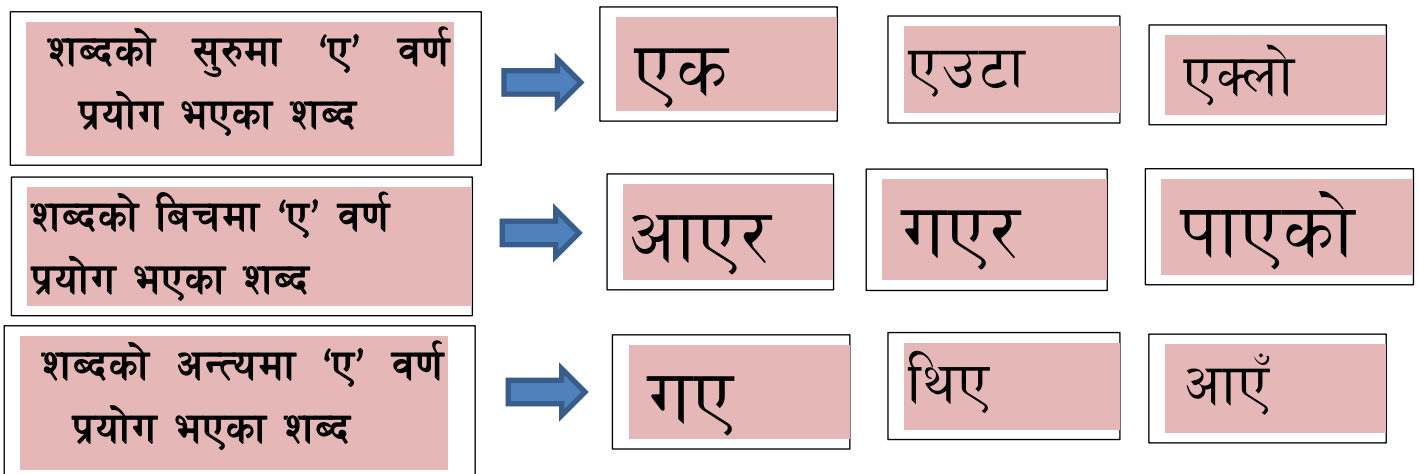 शब्दको सुरुमा ‘ए’ वर्ण
प्रयोग भएका शब्द
एक
एउटा
एक्लो
शब्दको बिचमा ‘ए’ वर्ण
प्रयोग भएका शब्द
आएर
गएर
पाएको
शब्दको अन्त्यमा ‘ए’ वर्ण
प्रयोग भएका शब्द
गए
थिए
आएँ